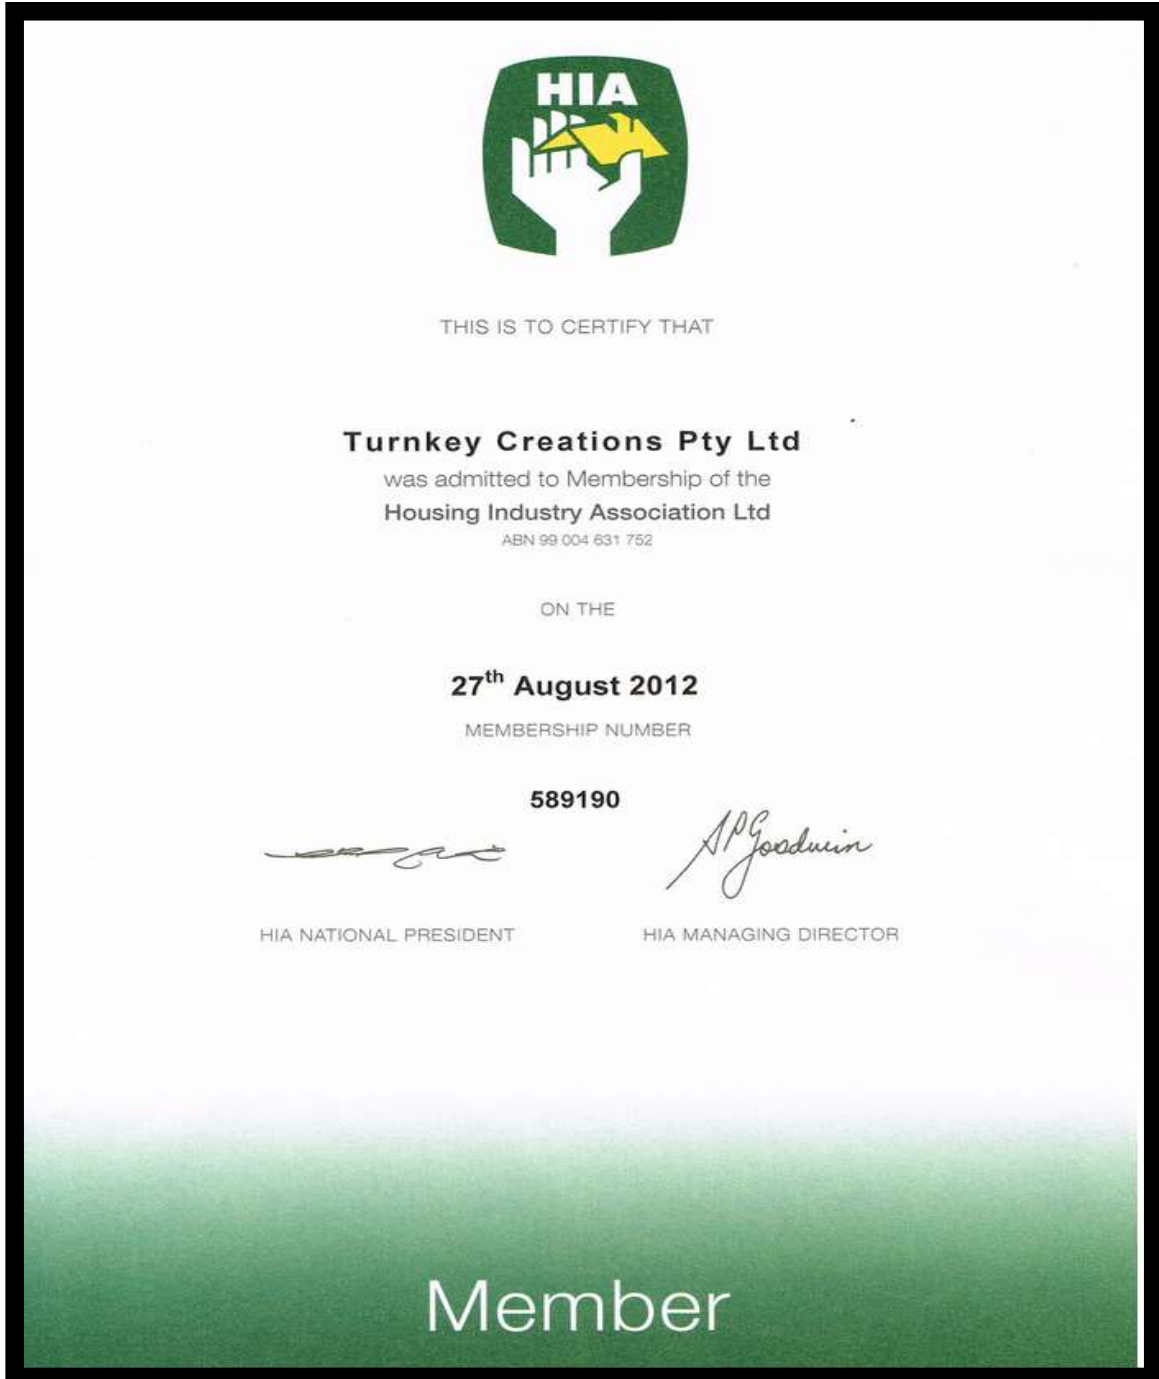 HIA
THIS IS TO CERTIFY THAT
Turnkey Creations Pty Ltd
was admitted to Membership of the
Housing Industry Association Ltd
ABN 99 004 631 752
ON THE
27th August 2012
MEMBERSHIP NUMBER
589190
APGoodwin
HIA NATIONAL PRESIDENT
HIA MANAGING DIRECTOR
Member